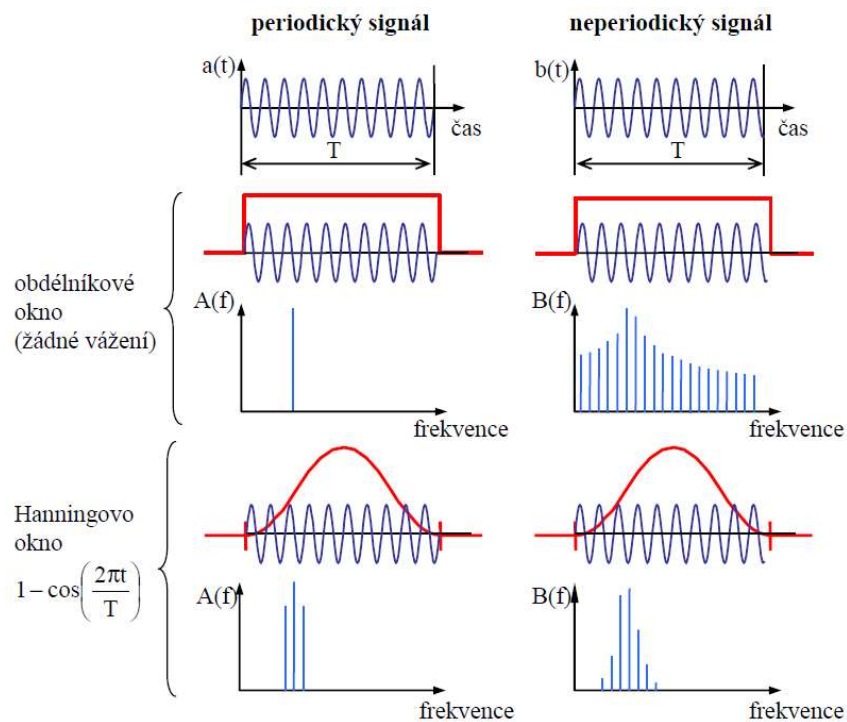 periodický signál
neperiodický signál
a(t)
čas
T
b(t)
čas
T
obdélníkové
okno
(žádné vážení)
A(f)
frekvence
B(f)
frekvence
Hanningovo
okno
1 − cos(2πt/T)
A(f)
frekvence
B(f)
frekvence